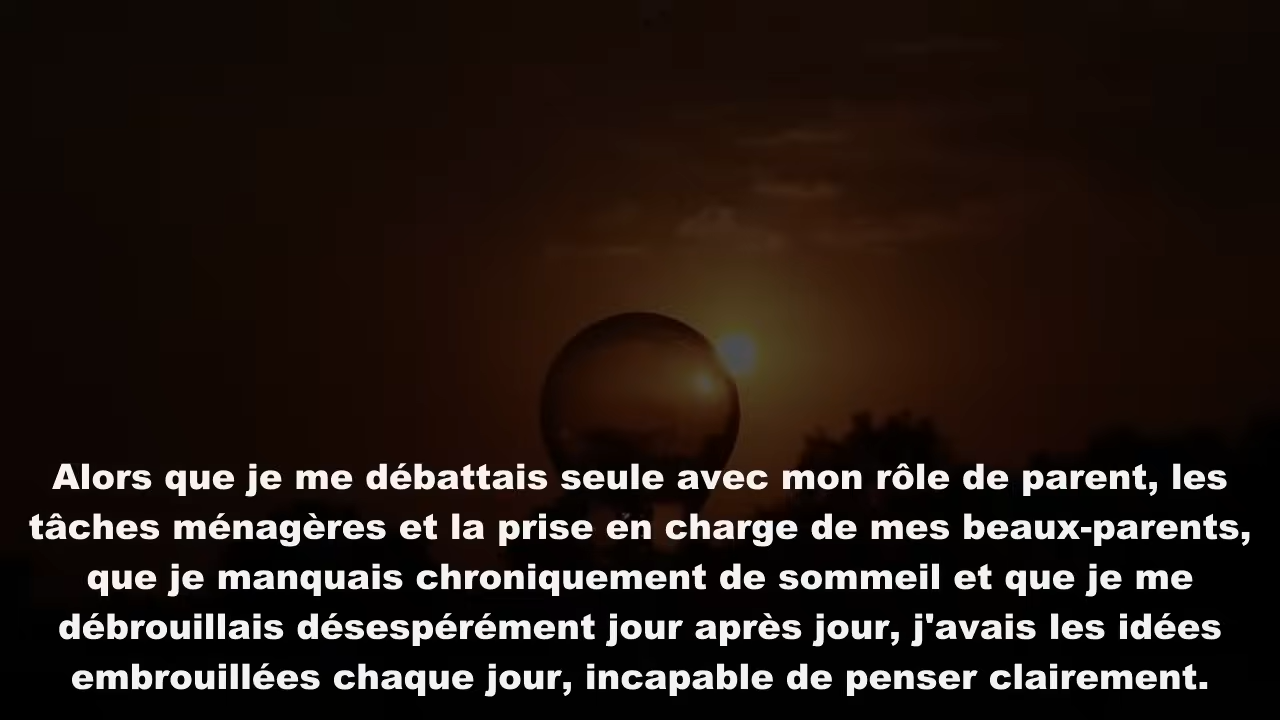 Alors que je me débattais seule avec mon rôle de parent, les
tâches ménagères et la prise en charge de mes beaux-parents,
que je manquais chroniquement de sommeil et que je me
débrouillais désespérément jour après jour, j'avais les idées
embrouillées chaque jour, incapable de penser clairement.